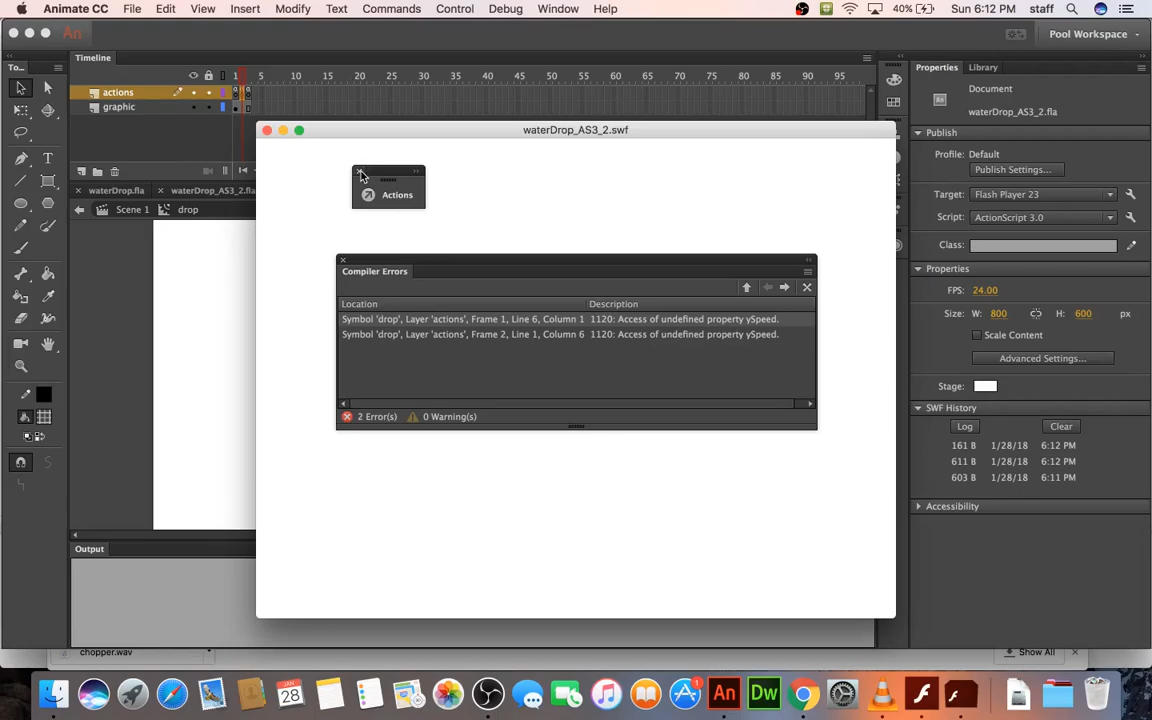 Animate CC File Edit View Insert Modify Text Commands Control Debug Window Help 40% Sun 6:12 PM staff
An Pool Workspace
To... Timeline Properties Library
1 5 10 15 20 25 30 35 40 45 50 55 60 65 70 75 80 85 90 95
actions
graphic
Document
waterDrop_AS3_2.fla
waterDrop_AS3_2.swf
Publish
Profile: Default
Publish Settings...
Actions
waterDrop.fla waterDrop_AS3_2.fla
Target: Flash Player 23
Scene 1 drop
Script: ActionScript 3.0
Class:
Compiler Errors
Properties
FPS: 24.00
Location Description
Size: W: 800 H: 600 px
Symbol 'drop', Layer 'actions', Frame 1, Line 6, Column 1 1120: Access of undefined property ySpeed.
Symbol 'drop', Layer 'actions', Frame 2, Line 1, Column 6 1120: Access of undefined property ySpeed.
Scale Content
Advanced Settings...
Stage:
SWF History
2 Error(s) 0 Warning(s)
Log Clear
161 B 1/28/18 6:12 PM
611 B 1/28/18 6:12 PM
603 B 1/28/18 6:11 PM
Accessibility
Output
chopper.wav Show All
JAN
28
1
An Dw